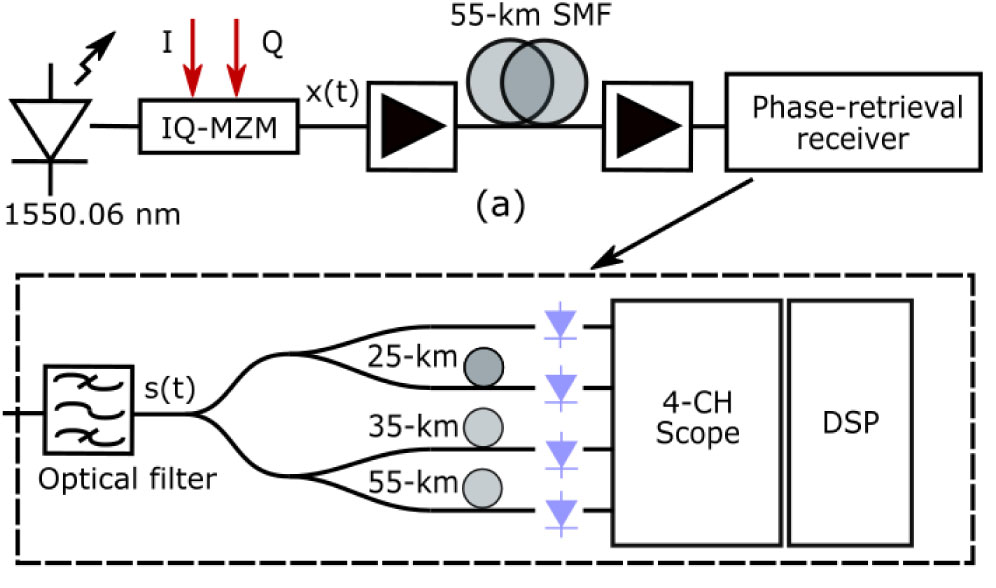 55-km SMF
I
Q
x(t)
IQ-MZM
Phase-retrieval
receiver
1550.06 nm
(a)
s(t)
Optical filter
25-km
35-km
55-km
4-CH
Scope
DSP